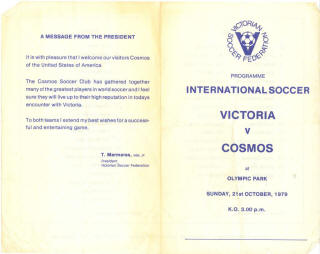 A MESSAGE FROM THE PRESIDENT
It is with pleasure that I welcome our visitors Cosmos
of the United States of America.
The Cosmos Soccer Club has gathered together
many of the greatest players in world soccer and I feel
sure they will live up to their high reputation in todays
encounter with Victoria.
To both teams I extend my best wishes for a success-
ful and entertaining game.
T. Marmaras, MBE, JP
President
Victorian Soccer Federation
VICTORIAN
SOCCER
FEDERATION
PROGRAMME
INTERNATIONAL SOCCER
VICTORIA
V
COSMOS
at
OLYMPIC PARK
SUNDAY, 21st OCTOBER, 1979
K.O. 3.00 p.m.